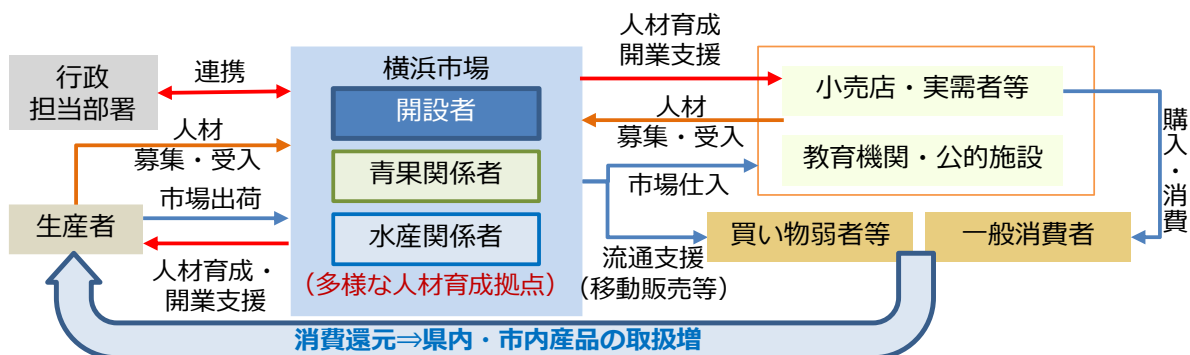 行政
担当部署
連携
人材
募集・受入
市場出荷
生産者
人材育成・
開業支援
横浜市場
開設者
青果関係者
水産関係者
（多様な人材育成拠点）
人材育成
開業支援
人材
募集・受入
市場仕入
流通支援
（移動販売等）
小売店・実需者等
教育機関・公的施設
買い物弱者等
一般消費者
購入・消費
消費還元⇒県内・市内産品の取扱増